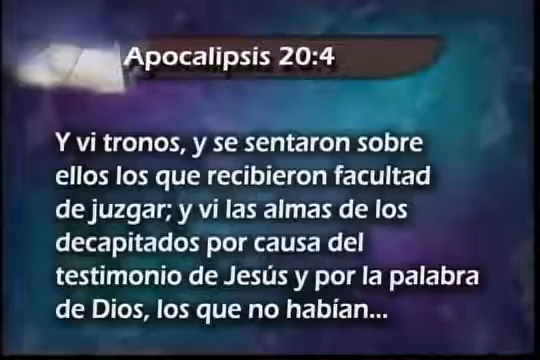 Apocalipsis 20:4
Y vi tronos, y se sentaron sobre
ellos los que recibieron facultad
de juzgar; y vi las almas de los
decapitados por causa del
testimonio de Jesús y por la palabra
de Dios, los que no habían...